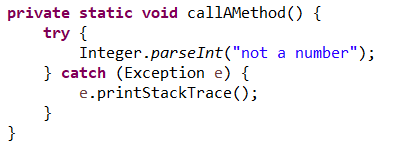 private static void callAMethod() {
    try {
        Integer.parseInt("not a number");
    } catch (Exception e) {
        e.printStackTrace();
    }
}